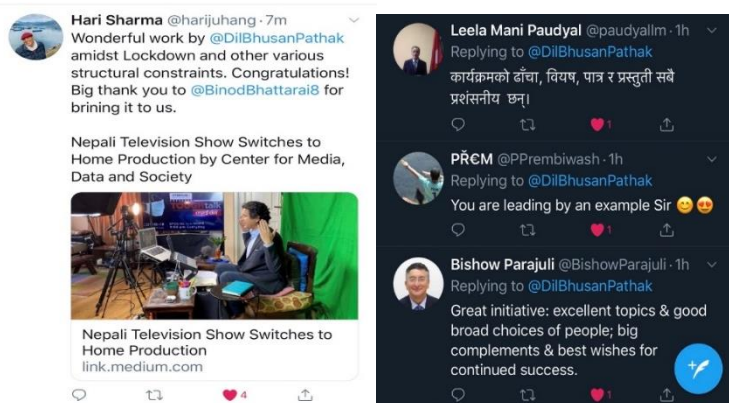 Hari Sharma @harijuhang · 7m
Wonderful work by @DilBhusanPathak
amidst Lockdown and other various
structural constraints. Congratulations!
Big thank you to @BinodBhattarai8 for
brining it to us.
Nepali Television Show Switches to
Home Production by Center for Media,
Data and Society
talk
Nepali Television Show Switches to
Home Production
link.medium.com
4
Leela Mani Paudyal @paudyallm · 1h
Replying to @DilBhusanPathak
कार्यक्रमको ढाँचा, वियष, पात्र र प्रस्तुती सबै
प्रशंसनीय छन्।
1
PŘ€M @PPrembiwash · 1h
Replying to @DilBhusanPathak
You are leading by an example Sir 😊😍
1
Bishow Parajuli @BishowParajuli · 1h
Replying to @DilBhusanPathak
Great initiative: excellent topics & good
broad choices of people; big
complements & best wishes for
continued success.
1